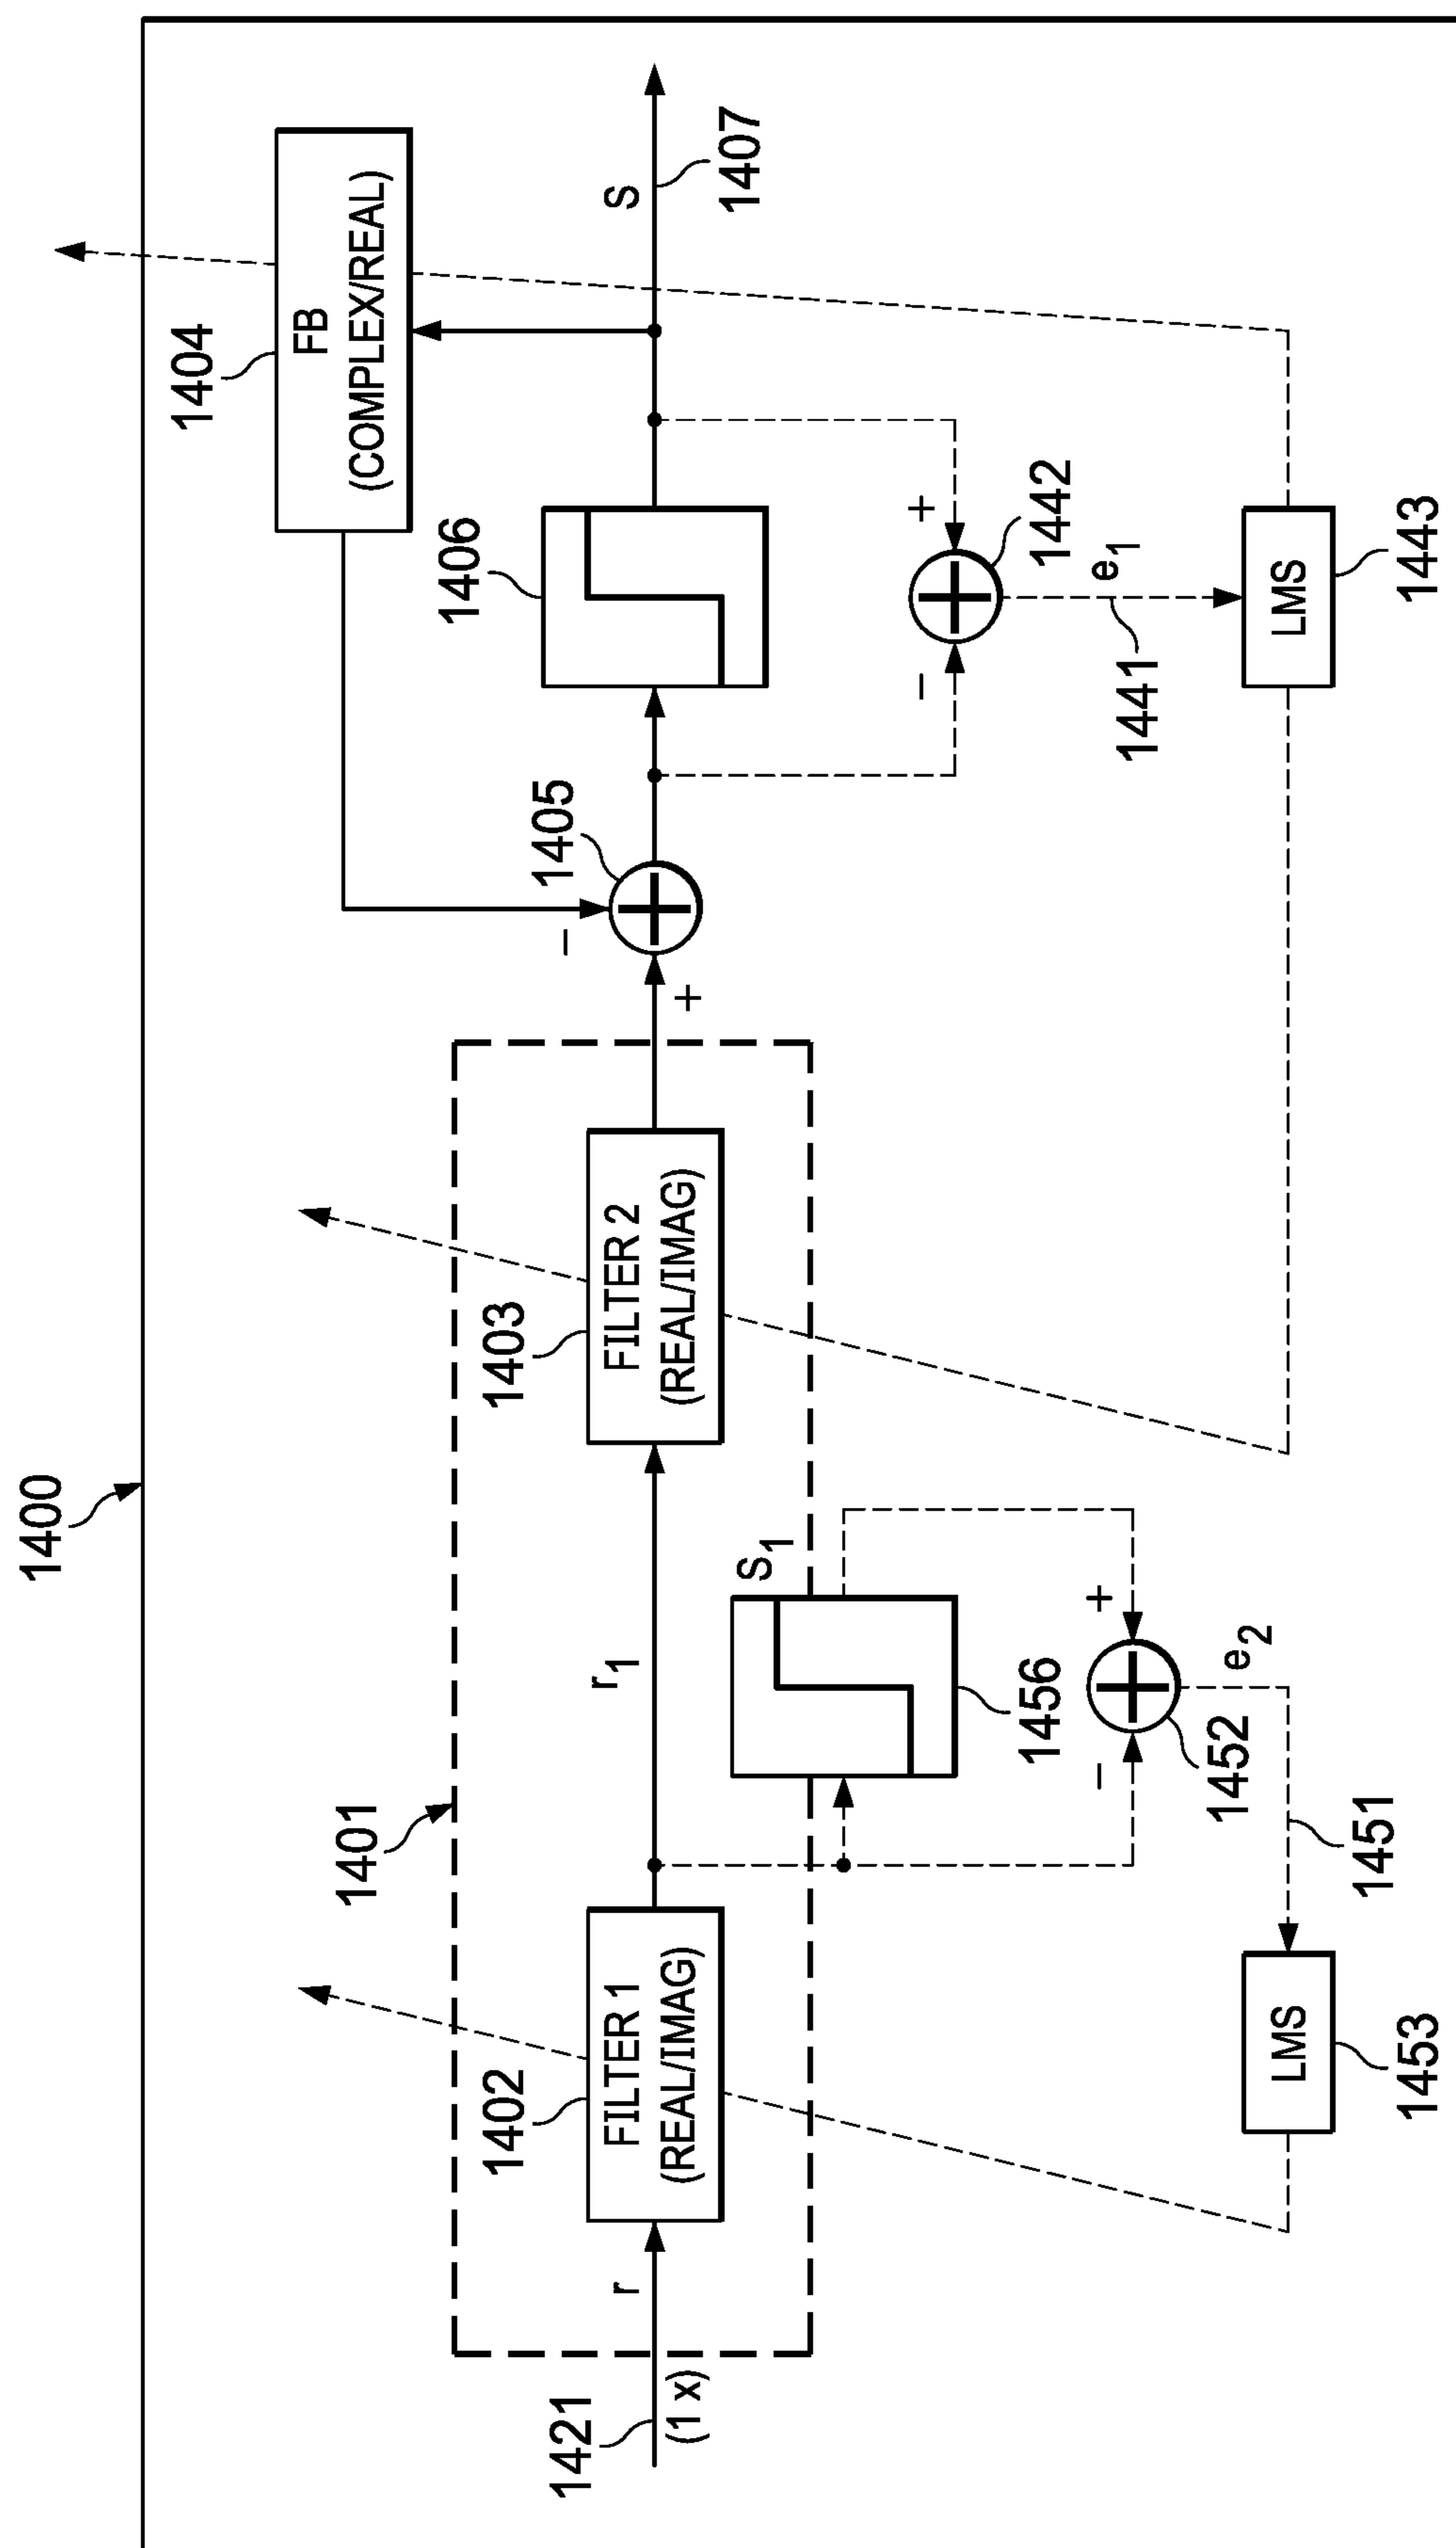 1400
1404
FB
(COMPLEX/REAL)
1401
1402
FILTER 1
(REAL/IMAG)
1403
FILTER 2
(REAL/IMAG)
1405
1406
1421
(1 x)
r
r1
+
−
S
1407
S1
1456
−
+
1452
e2
1451
LMS
1453
−
+
1442
e1
1441
LMS
1443